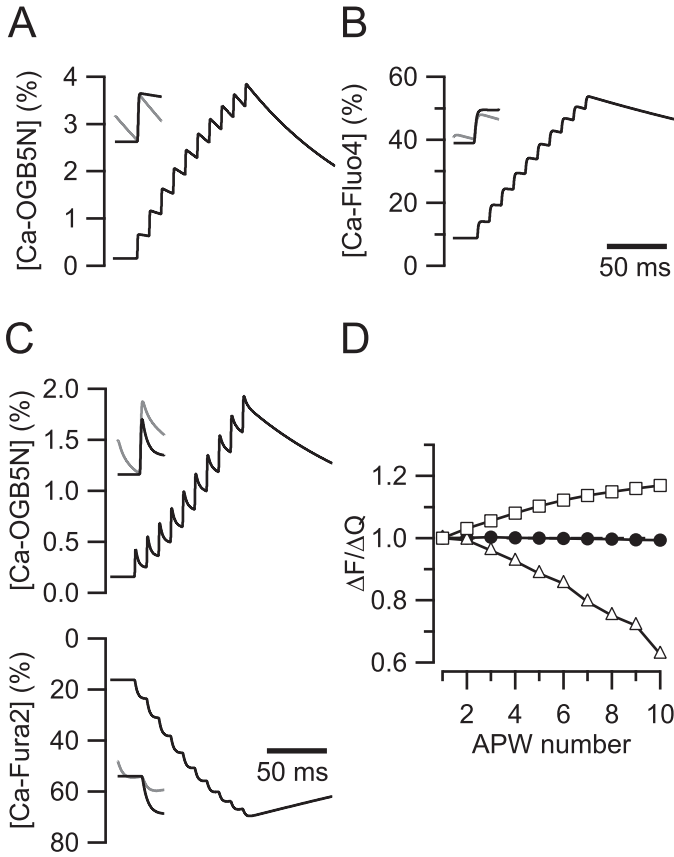 A
[Ca-OGB5N] (%)
4
3
2
1
0
B
[Ca-Fluo4] (%)
60
40
20
0
50 ms
C
[Ca-OGB5N] (%)
2.0
1.5
1.0
0.5
0.0
[Ca-Fura2] (%)
0
20
40
60
80
50 ms
D
ΔF/ΔQ
1.2
1.0
0.8
0.6
2 4 6 8 10
APW number